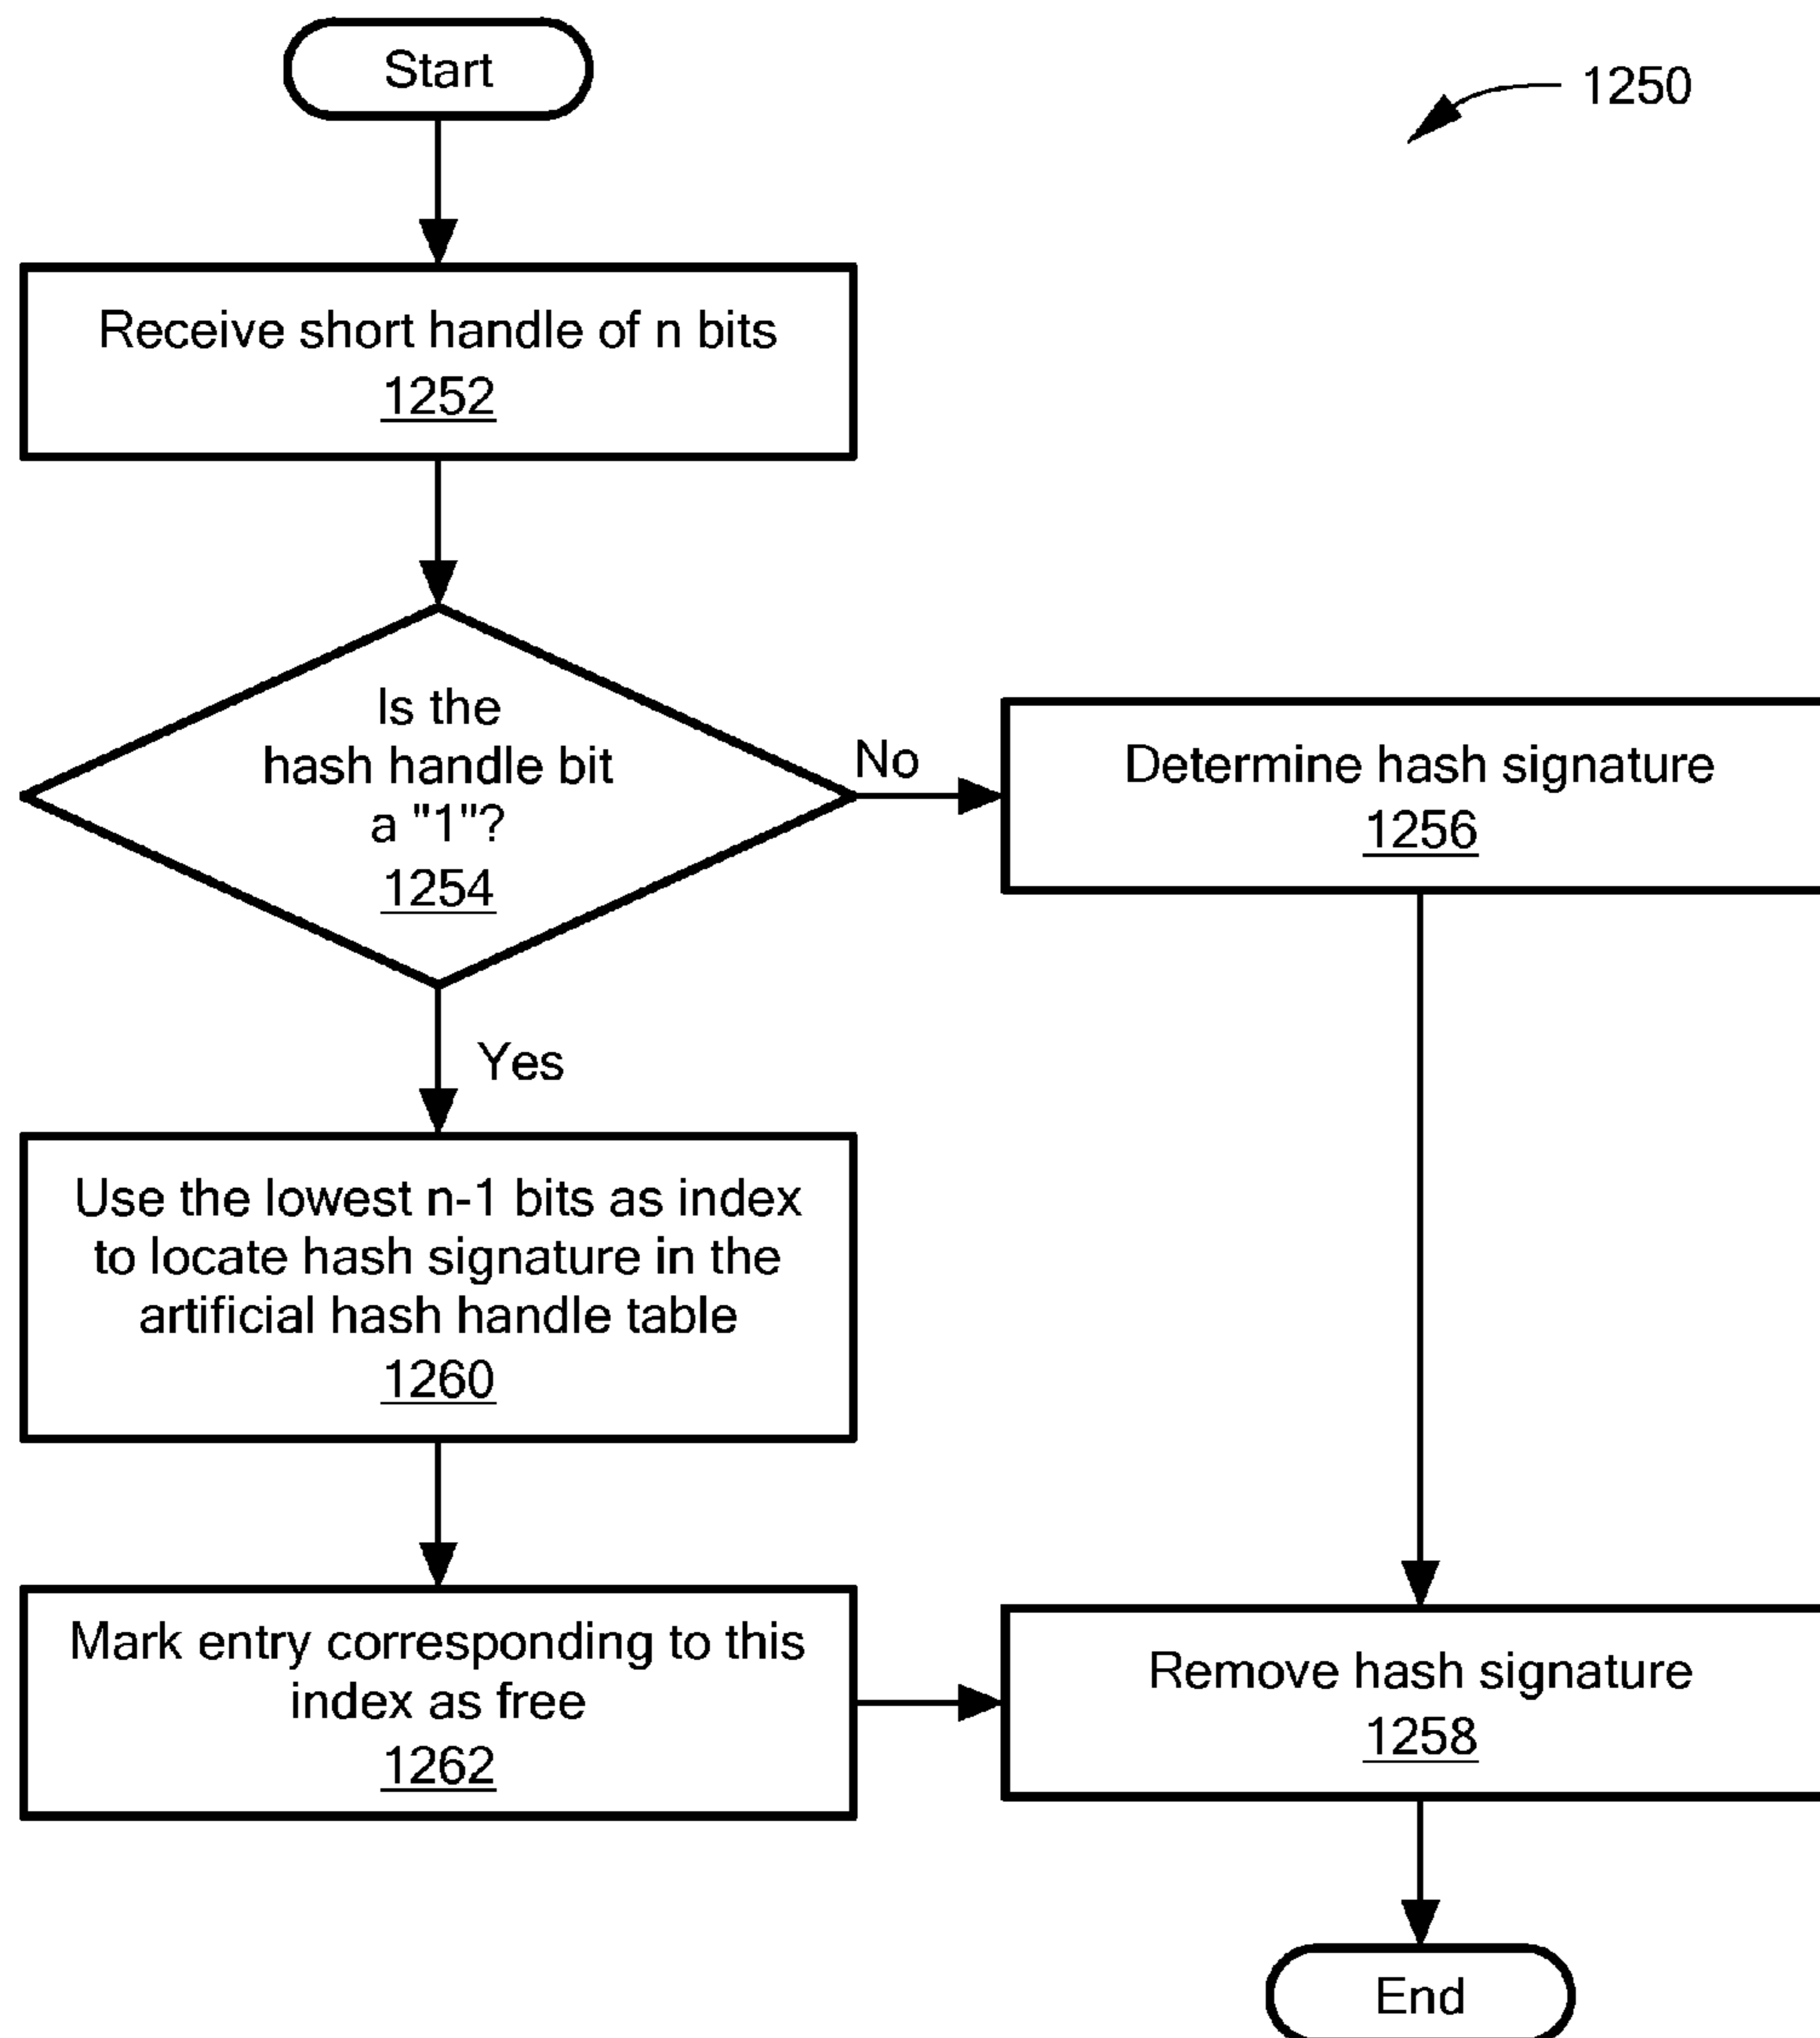 Start
1250
Receive short handle of n bits
1252
Is the
hash handle bit
a "1"?
1254
No
Determine hash signature
1256
Yes
Use the lowest n-1 bits as index
to locate hash signature in the
artificial hash handle table
1260
Mark entry corresponding to this
index as free
1262
Remove hash signature
1258
End